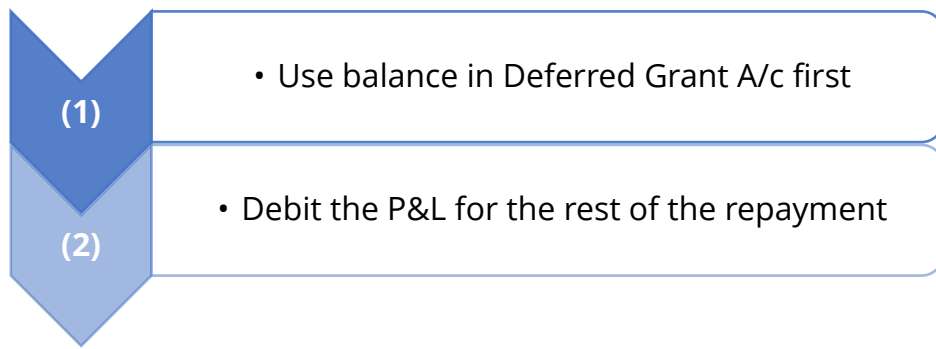 (1)
• Use balance in Deferred Grant A/c first
(2)
• Debit the P&L for the rest of the repayment